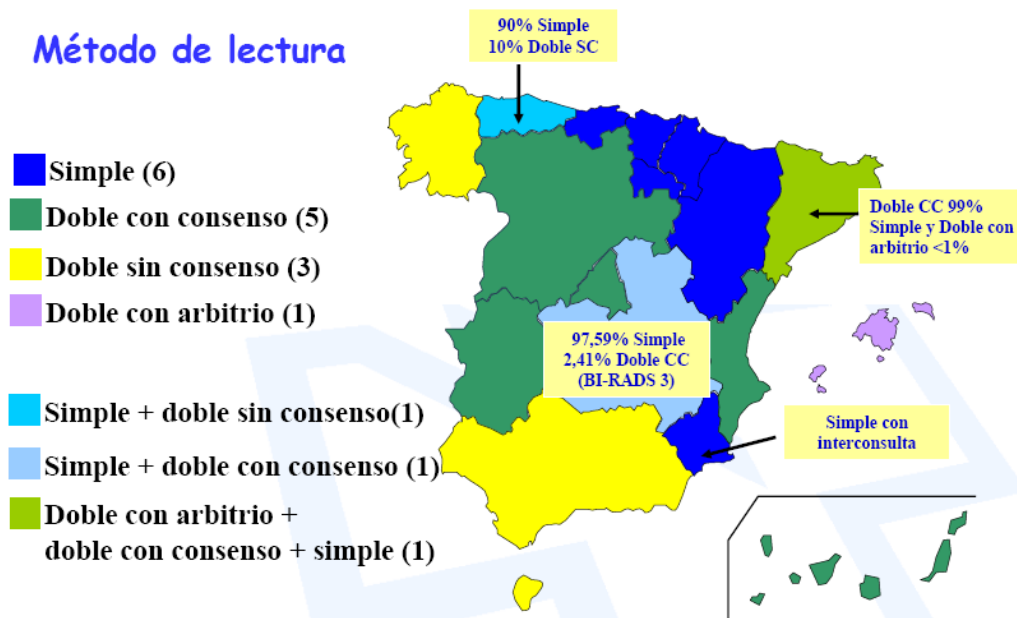 Método de lectura
90% Simple
10% Doble SC
Simple (6)
Doble con consenso (5)
Doble sin consenso (3)
Doble con arbitrio (1)
Simple + doble sin consenso(1)
Simple + doble con consenso (1)
Doble con arbitrio +
doble con consenso + simple (1)
Doble CC 99%
Simple y Doble con
arbitrio <1%
97,59% Simple
2,41% Doble CC
(BI-RADS 3)
Simple con
interconsulta